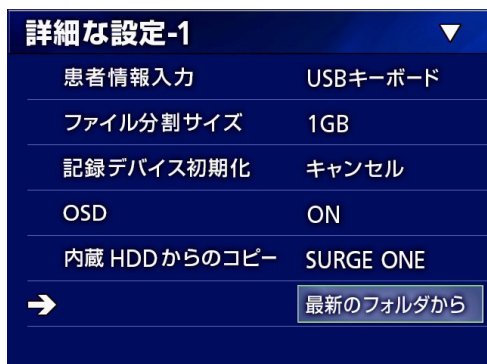 詳細な設定-1 ▼
患者情報入力 USBキーボード
ファイル分割サイズ 1GB
記録デバイス初期化 キャンセル
OSD ON
内蔵 HDDからのコピー SURGE ONE
➔ 最新のフォルダから